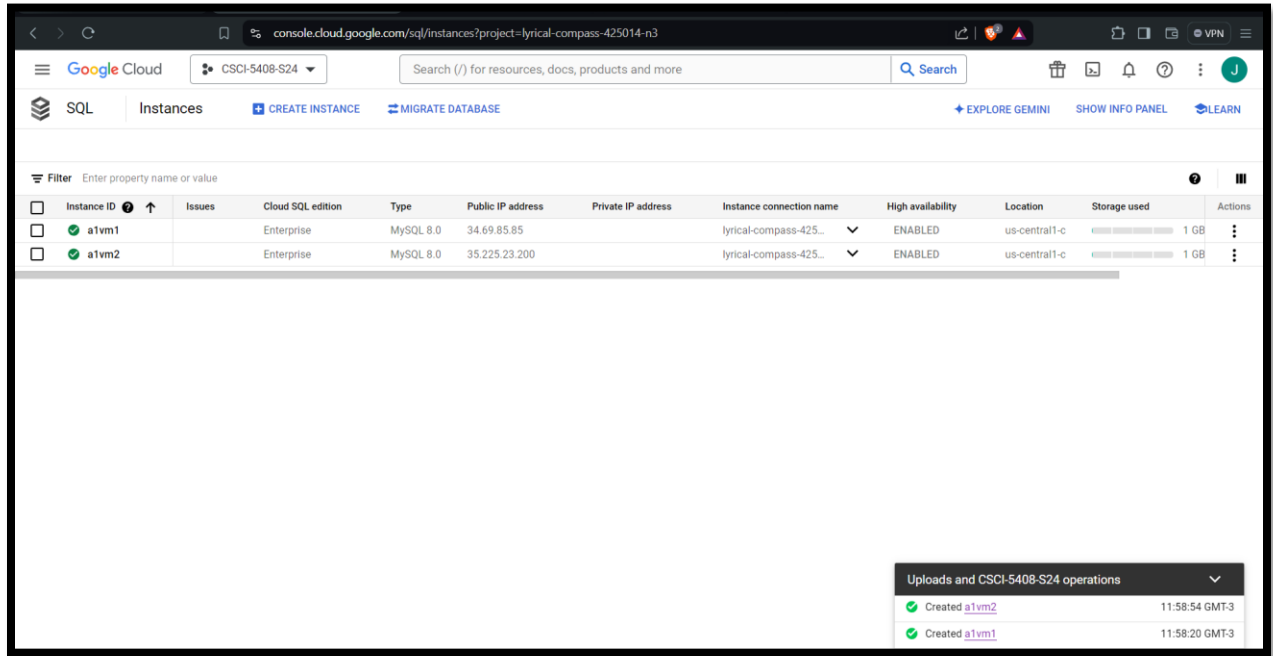 console.cloud.google.com/sql/instances?project=lyrical-compass-425014-n3
VPN
Google Cloud
CSCI-5408-S24
Search (/) for resources, docs, products and more
Search
J
SQL
Instances
CREATE INSTANCE
MIGRATE DATABASE
EXPLORE GEMINI
SHOW INFO PANEL
LEARN
Filter Enter property name or value
Instance ID Issues Cloud SQL edition Type Public IP address Private IP address Instance connection name High availability Location Storage used Actions
a1vm1 Enterprise MySQL 8.0 34.69.85.85 lyrical-compass-425... ENABLED us-central1-c 1 GB
a1vm2 Enterprise MySQL 8.0 35.225.23.200 lyrical-compass-425... ENABLED us-central1-c 1 GB
Uploads and CSCI-5408-S24 operations
Created a1vm2 11:58:54 GMT-3
Created a1vm1 11:58:20 GMT-3